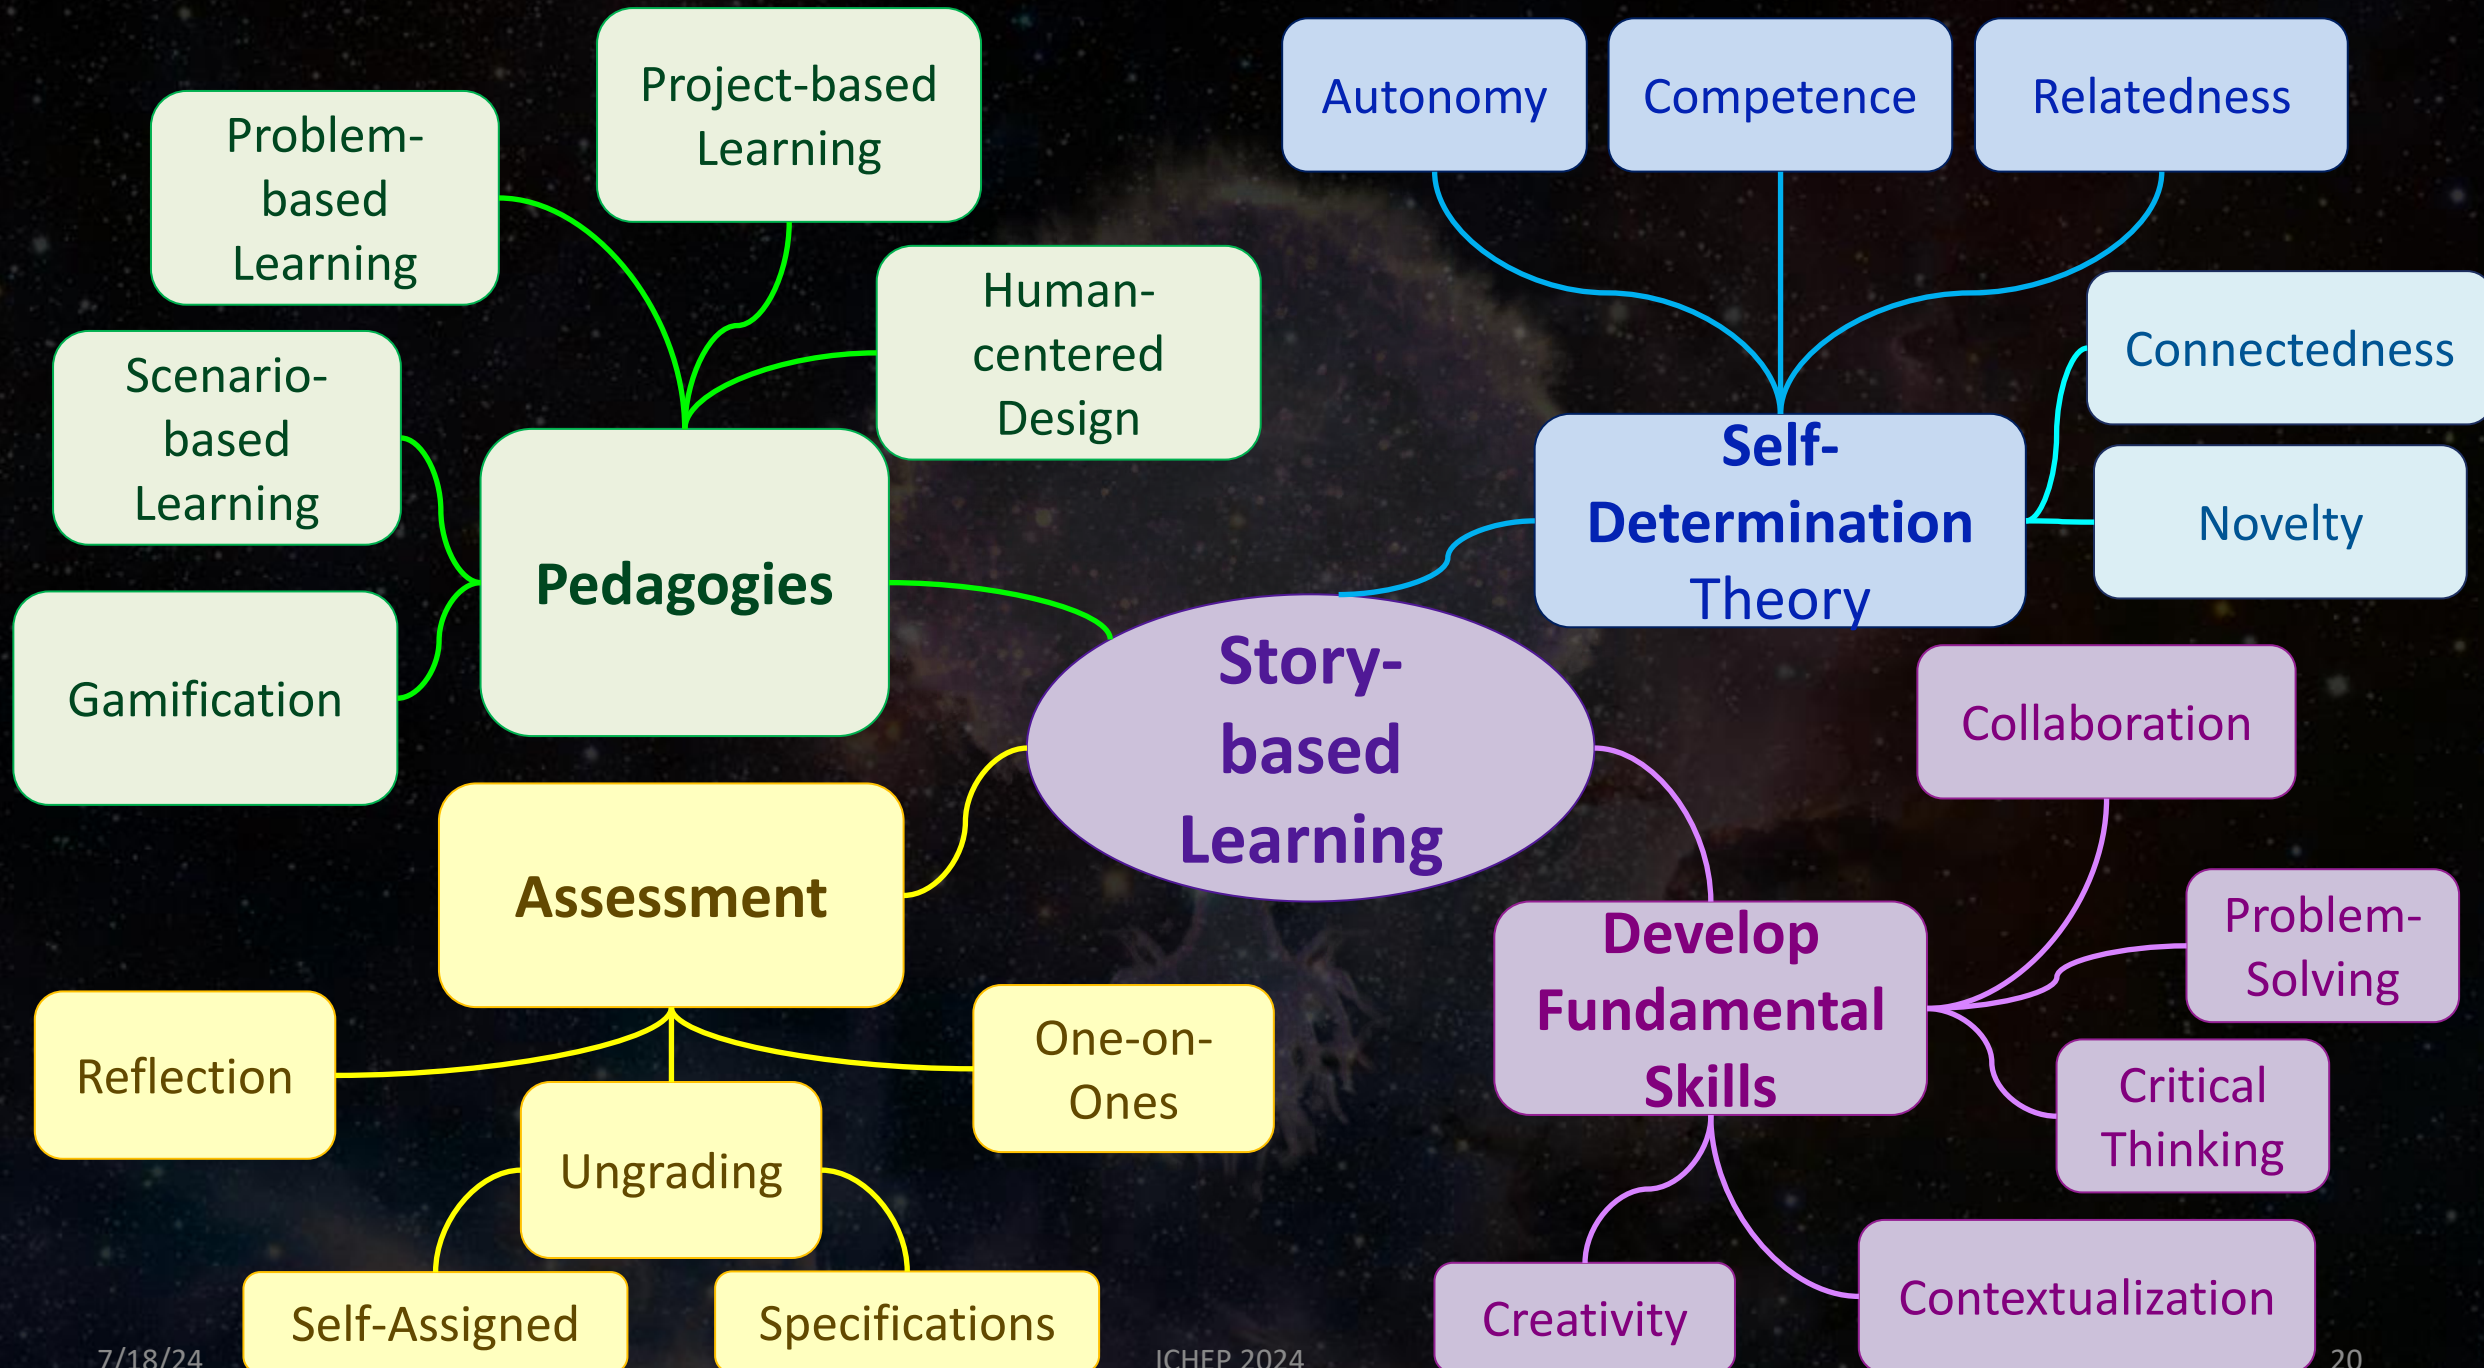 Project-based
Learning
Problem-
based
Learning
Human-
centered
Design
Scenario-
based
Learning
Gamification
Pedagogies
Autonomy
Competence
Relatedness
Connectedness
Novelty
Self-
Determination
Theory
Story-
based
Learning
Assessment
Reflection
Ungrading
One-on-
Ones
Self-Assigned
Specifications
Develop
Fundamental
Skills
Collaboration
Problem-
Solving
Critical
Thinking
Creativity
Contextualization
7/18/24
ICHEP 2024
20